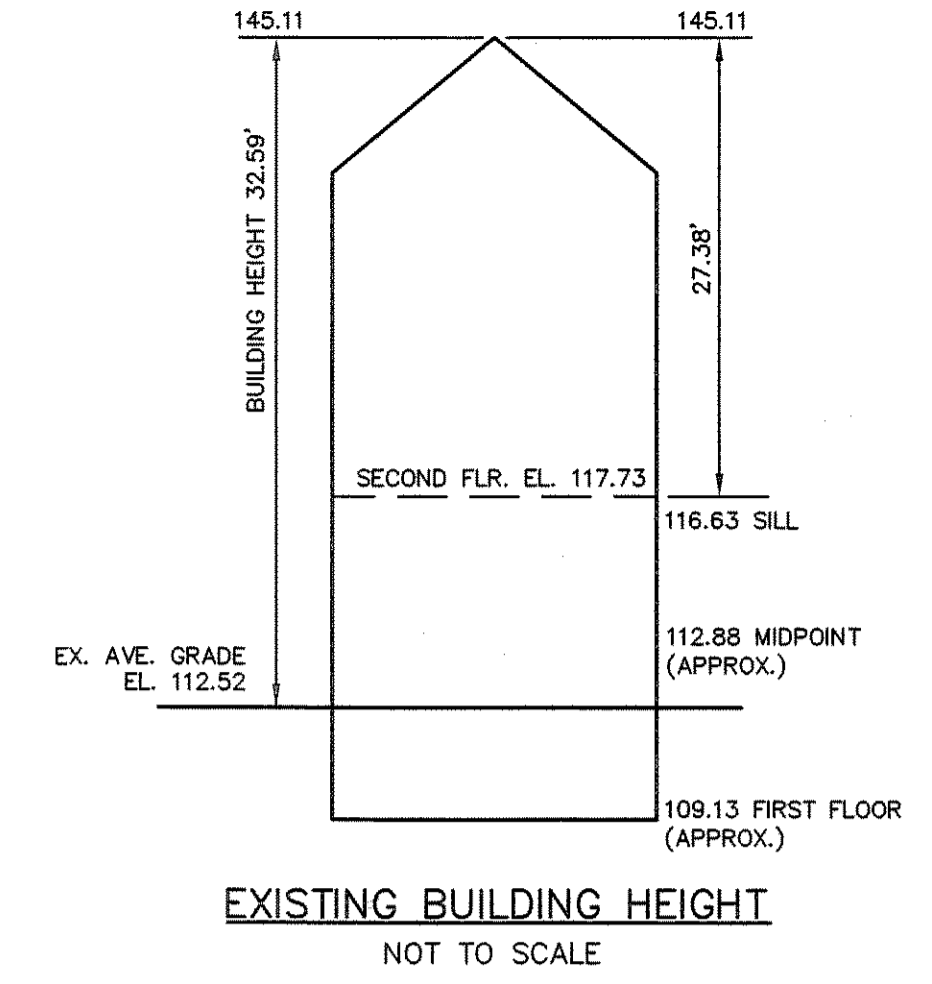 145.11
145.11
BUILDING HEIGHT 32.59'
27.38'
SECOND FLR. EL. 117.73
116.63 SILL
112.88 MIDPOINT
(APPROX.)
EX. AVE. GRADE
EL. 112.52
109.13 FIRST FLOOR
(APPROX.)
EXISTING BUILDING HEIGHT
NOT TO SCALE